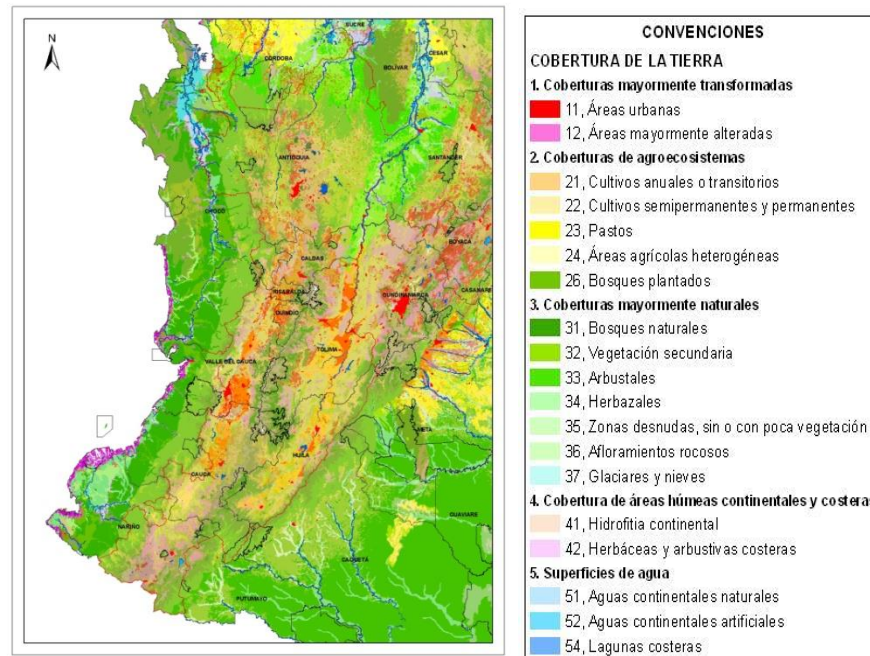 N
SUCRE
CESAR
CÓRDOBA
BOLÍVAR
ANTIOQUIA
SANTANDER
CHOCÓ
BOYACÁ
CALDAS
CASANARE
RISARALDA
CUNDINAMARCA
QUINDIO
TOLIMA
VALLE DEL CAUCA
META
HUILA
CAUCA
GUAVIARE
NARIÑO
CAQUETÁ
PUTUMAYO
CONVENCIONES
COBERTURA DE LA TIERRA
1. Coberturas mayormente transformadas
11, Áreas urbanas
12, Áreas mayormente alteradas
2. Coberturas de agroecosistemas
21, Cultivos anuales o transitorios
22, Cultivos semipermanentes y permanentes
23, Pastos
24, Áreas agrícolas heterogéneas
26, Bosques plantados
3. Coberturas mayormente naturales
31, Bosques naturales
32, Vegetación secundaria
33, Arbustales
34, Herbazales
35, Zonas desnudas, sin o con poca vegetación
36, Afloramientos rocosos
37, Glaciares y nieves
4. Cobertura de áreas húmeas continentales y costeras
41, Hidrofitia continental
42, Herbáceas y arbustivas costeras
5. Superficies de agua
51, Aguas continentales naturales
52, Aguas continentales artificiales
54, Lagunas costeras